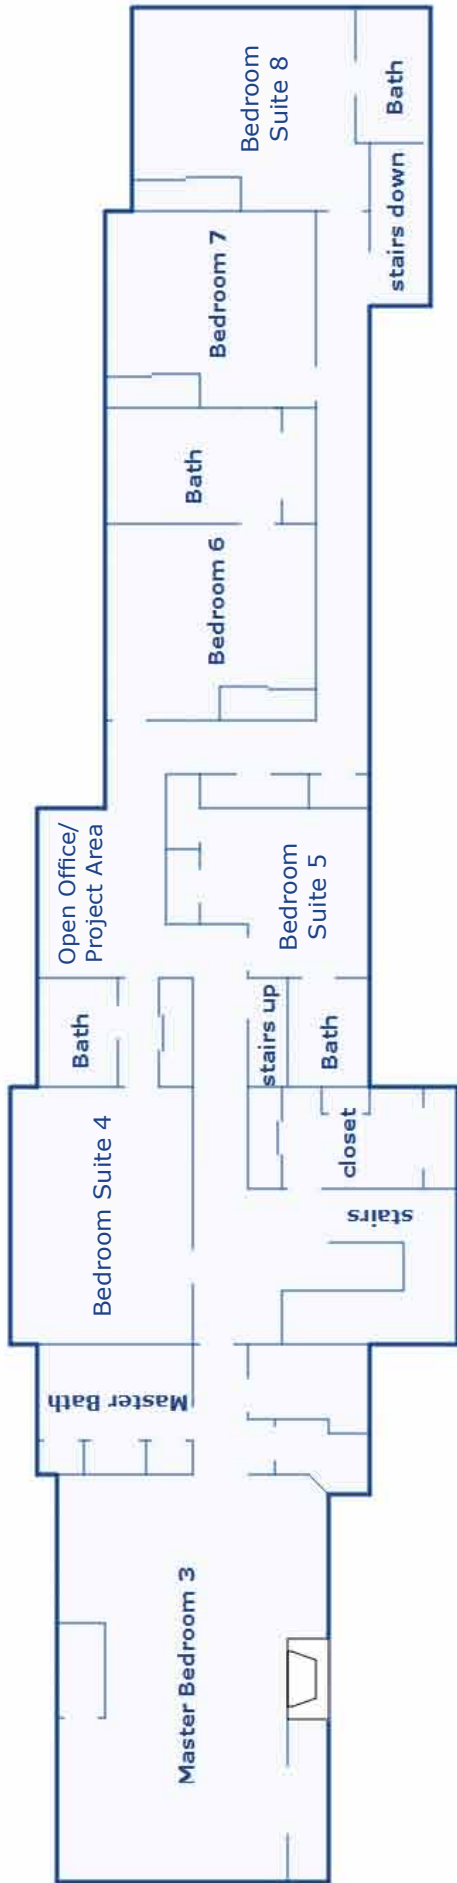 Bedroom
Suite 8
Bath
stairs down
Bedroom 7
Bath
Bedroom 6
Open Office/
Project Area
Bedroom
Suite 5
Bath
stairs up
Bath
Bedroom Suite 4
closet
stairs
Master Bath
Master Bedroom 3